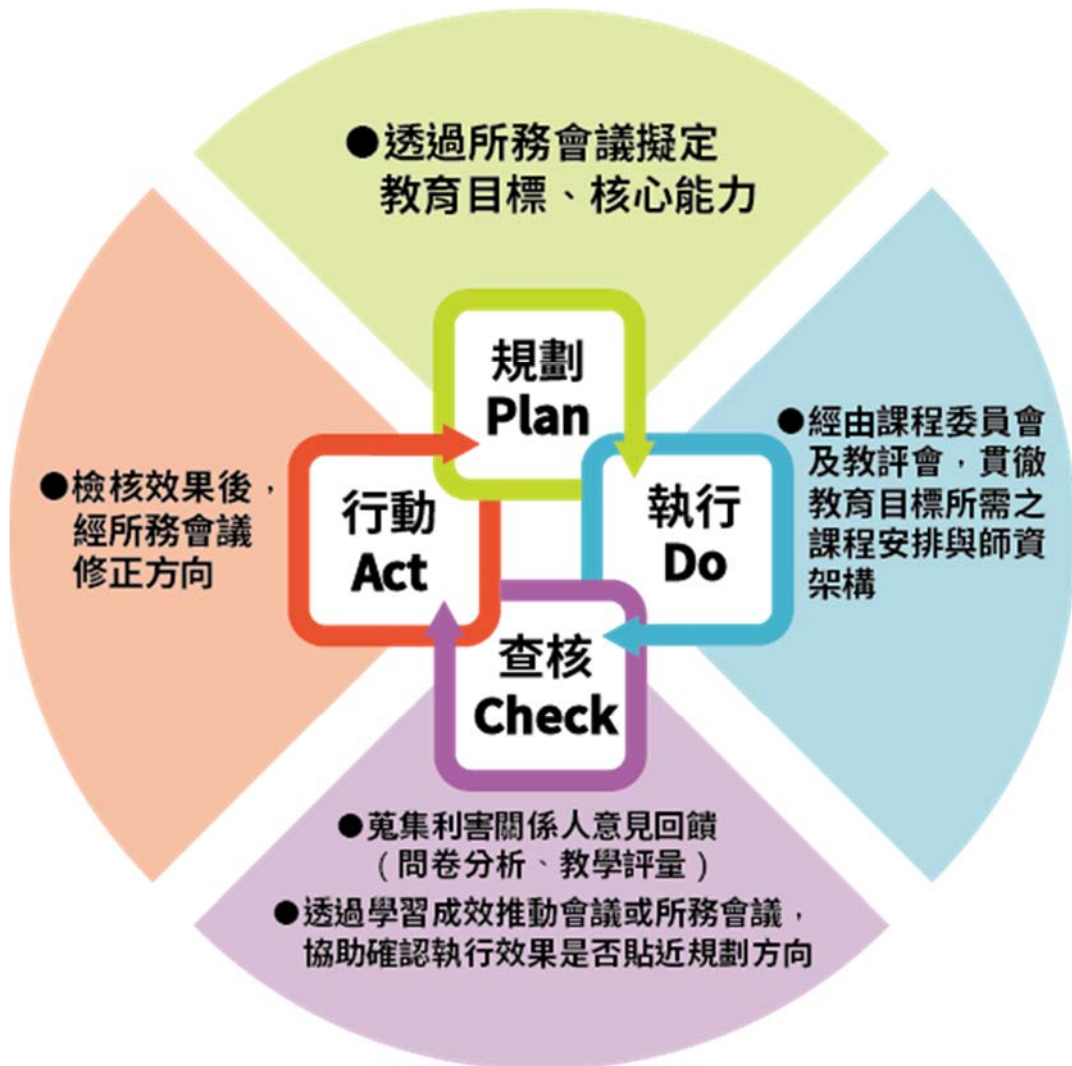 ●透過所務會議擬定
教育目標、核心能力
規劃
Plan
●經由課程委員會
及教評會，貫徹
教育目標所需之
課程安排與師資
架構
執行
Do
查核
Check
●蒐集利害關係人意見回饋
（問卷分析、教學評量）
●透過學習成效推動會議或所務會議，
協助確認執行效果是否貼近規劃方向
行動
Act
●檢核效果後，
經所務會議
修正方向